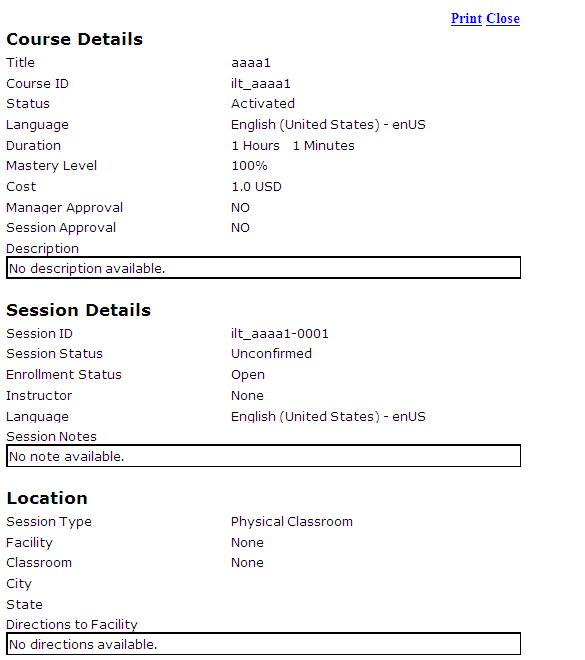 Print Close
Course Details
Title aaaa1
Course ID ilt_aaaa1
Status Activated
Language English (United States) - enUS
Duration 1 Hours 1 Minutes
Mastery Level 100%
Cost 1.0 USD
Manager Approval NO
Session Approval NO
Description
No description available.
Session Details
Session ID ilt_aaaa1-0001
Session Status Unconfirmed
Enrollment Status Open
Instructor None
Language English (United States) - enUS
Session Notes
No note available.
Location
Session Type Physical Classroom
Facility None
Classroom None
City
State
Directions to Facility
No directions available.